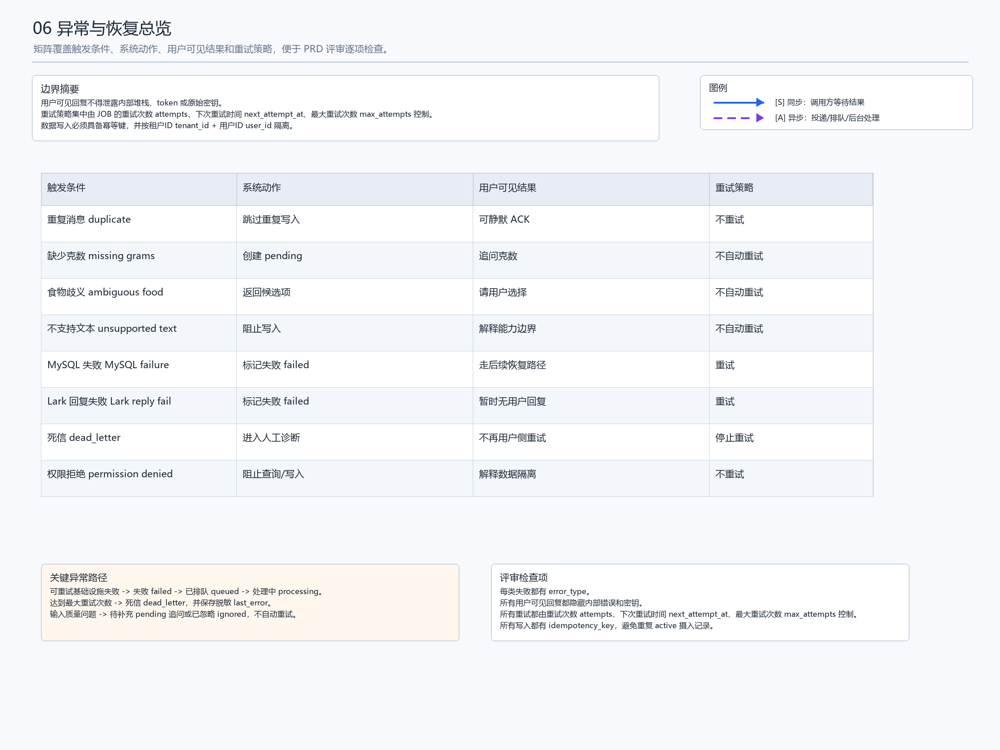 06 异常与恢复总览
矩阵覆盖触发条件、系统动作、用户可见结果和重试策略，便于 PRD 评审逐项检查。
边界摘要
用户可见回复不得泄露内部堆栈、token 或原始密钥。
重试策略集中由 JOB 的重试次数 attempts、下次重试时间 next_attempt_at、最大重试次数 max_attempts 控制。
数据写入必须具备幂等键，并按租户ID tenant_id + 用户ID user_id 隔离。
图例
[S] 同步：调用方等待结果
[A] 异步：投递/排队/后台处理
触发条件 系统动作 用户可见结果 重试策略
重复消息 duplicate 跳过重复写入 可静默 ACK 不重试
缺少克数 missing grams 创建 pending 追问克数 不自动重试
食物歧义 ambiguous food 返回候选项 请用户选择 不自动重试
不支持文本 unsupported text 阻止写入 解释能力边界 不自动重试
MySQL 失败 MySQL failure 标记失败 failed 走后续恢复路径 重试
Lark 回复失败 Lark reply fail 标记失败 failed 暂时无用户回复 重试
死信 dead_letter 进入人工诊断 不再用户侧重试 停止重试
权限拒绝 permission denied 阻止查询/写入 解释数据隔离 不重试
关键异常路径
可重试基础设施失败 -> 失败 failed -> 已排队 queued -> 处理中 processing。
达到最大重试次数 -> 死信 dead_letter，并保存脱敏 last_error。
输入质量问题 -> 待补充 pending 追问或已忽略 ignored，不自动重试。
评审检查项
每类失败都有 error_type。
所有用户可见回复都隐藏内部错误和密钥。
所有重试都由重试次数 attempts、下次重试时间 next_attempt_at、最大重试次数 max_attempts 控制。
所有写入都有 idempotency_key，避免重复 active 摄入记录。